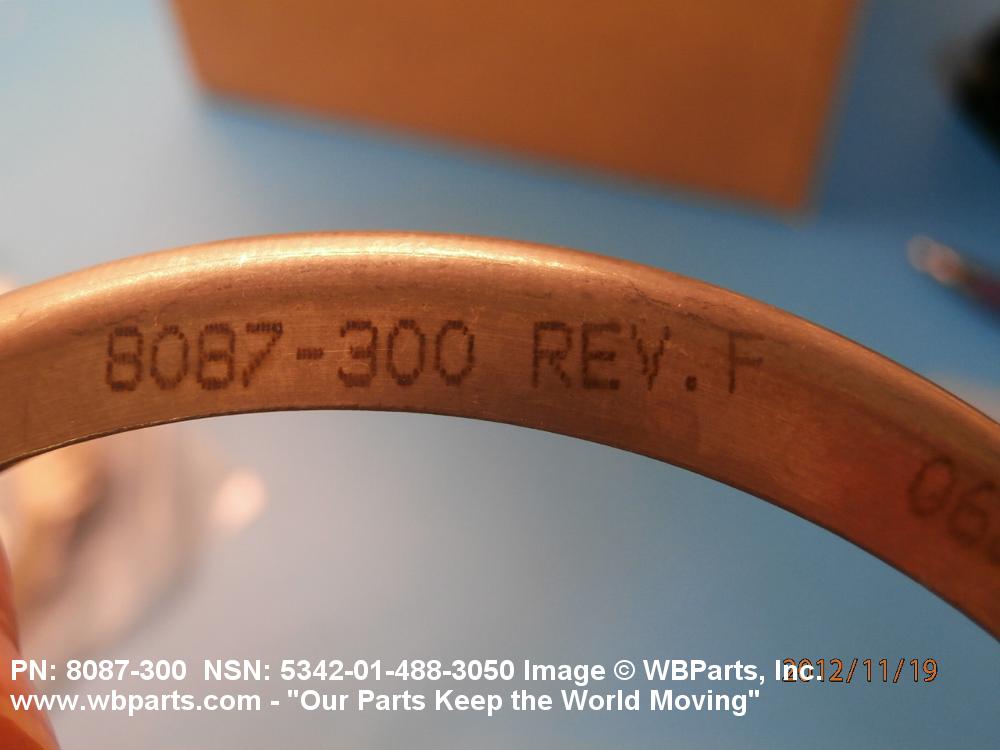 8087-300 REV. F
PN: 8087-300 NSN: 5342-01-488-3050 Image © WBParts, Inc.
2012/11/19
www.wbparts.com - "Our Parts Keep the World Moving"